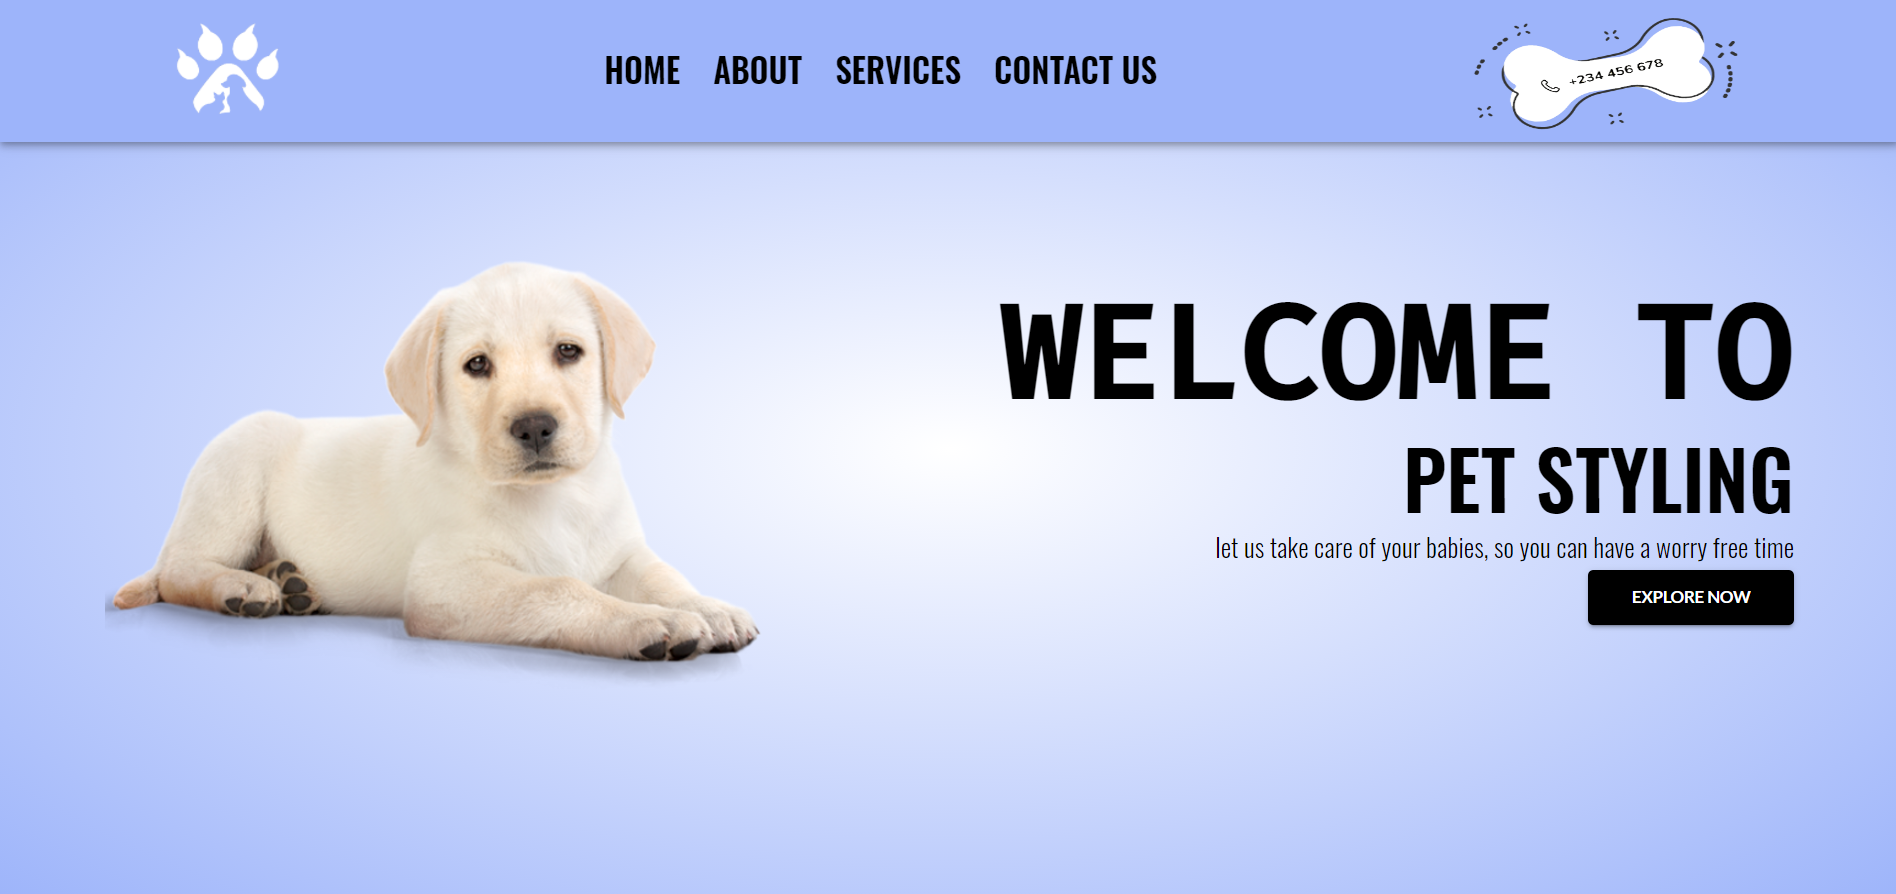 HOME ABOUT SERVICES CONTACT US
+234 456 678
WELCOME TO
PET STYLING
let us take care of your babies, so you can have a worry free time
EXPLORE NOW